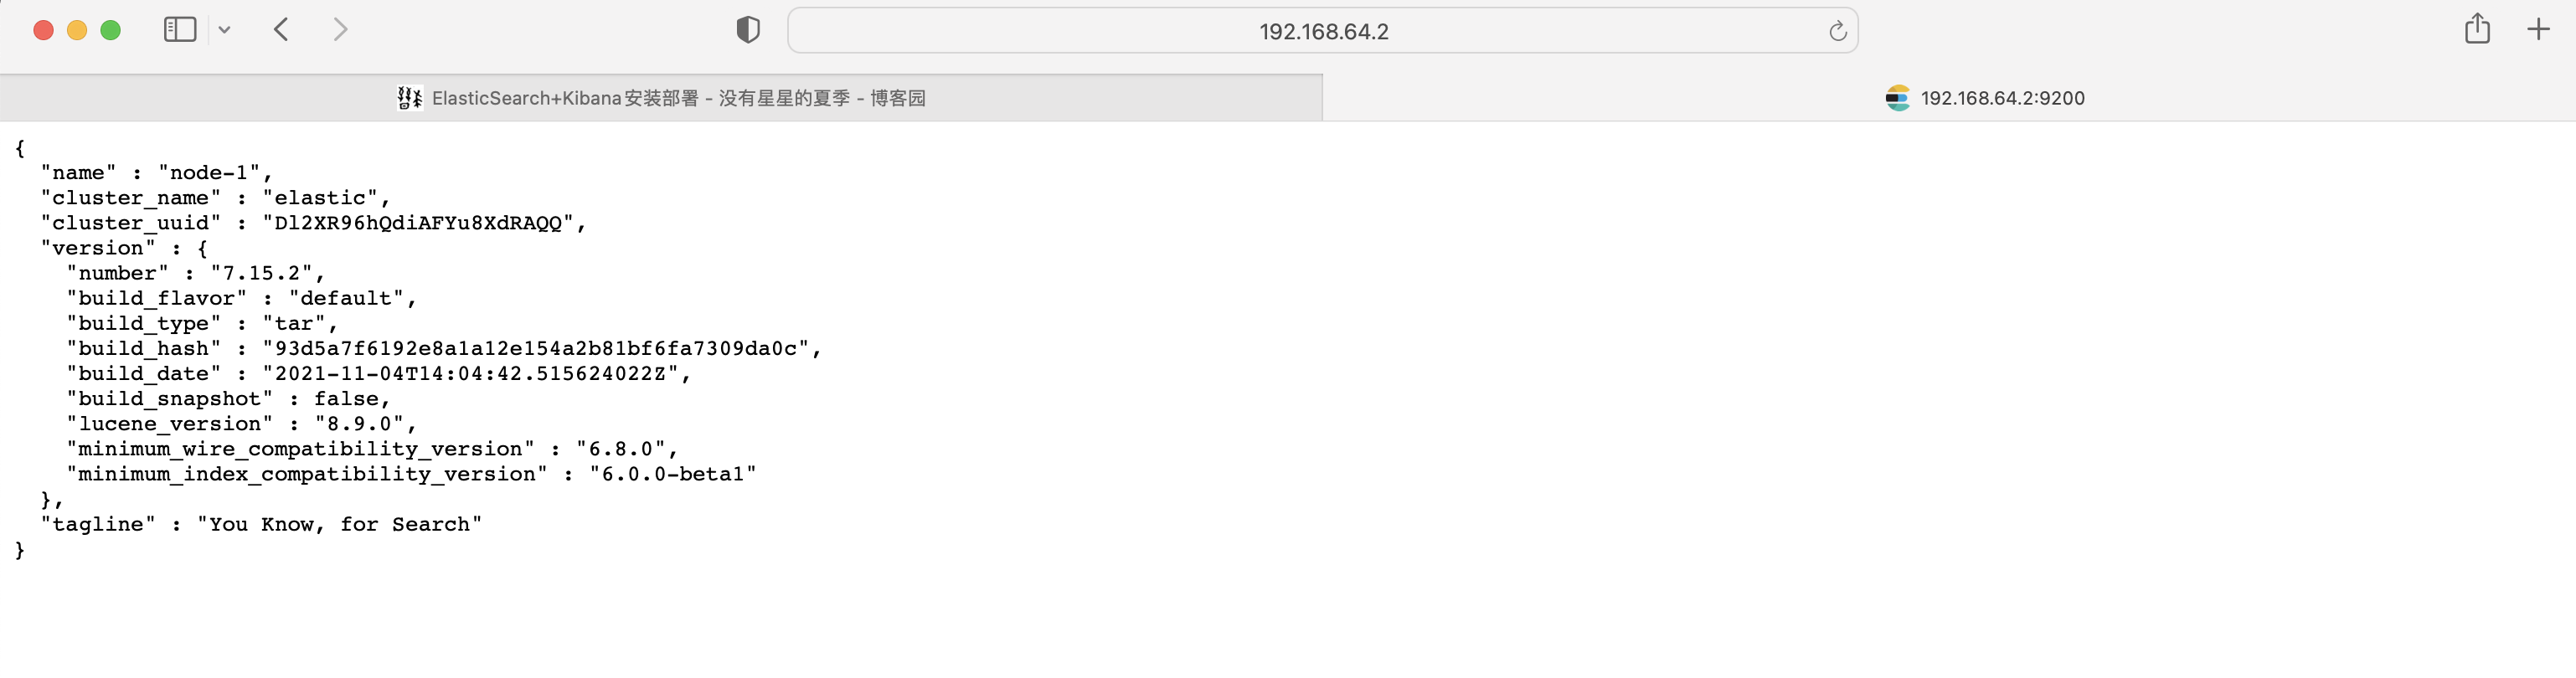 192.168.64.2
ElasticSearch+Kibana安装部署 - 没有星星的夏季 - 博客园
192.168.64.2:9200
{
  "name" : "node-1",
  "cluster_name" : "elastic",
  "cluster_uuid" : "Dl2XR96hQdiAFYu8XdRAQQ",
  "version" : {
    "number" : "7.15.2",
    "build_flavor" : "default",
    "build_type" : "tar",
    "build_hash" : "93d5a7f6192e8a1a12e154a2b81bf6fa7309da0c",
    "build_date" : "2021-11-04T14:04:42.515624022Z",
    "build_snapshot" : false,
    "lucene_version" : "8.9.0",
    "minimum_wire_compatibility_version" : "6.8.0",
    "minimum_index_compatibility_version" : "6.0.0-beta1"
  },
  "tagline" : "You Know, for Search"
}